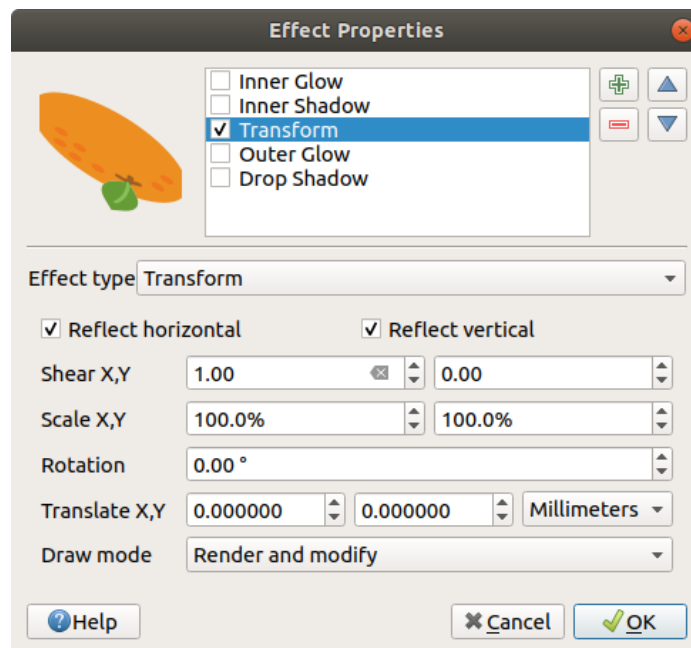 Effect Properties
Inner Glow
Inner Shadow
Transform
Outer Glow
Drop Shadow
Effect type Transform
Reflect horizontal Reflect vertical
Shear X,Y 1.00 0.00
Scale X,Y 100.0% 100.0%
Rotation 0.00 °
Translate X,Y 0.000000 0.000000 Millimeters
Draw mode Render and modify
Help Cancel OK